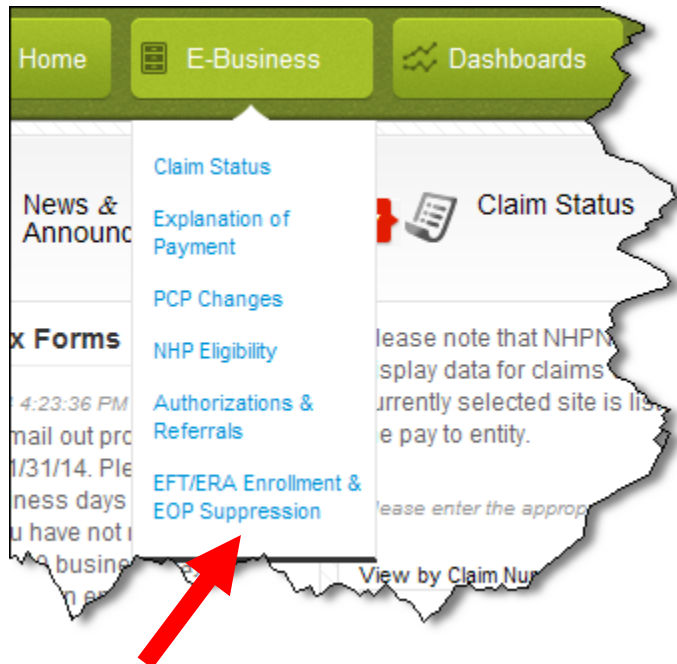 Home
E-Business
Dashboards
Claim Status
Explanation of
Payment
PCP Changes
NHP Eligibility
Authorizations &
Referrals
EFT/ERA Enrollment &
EOP Suppression
News &
Announc
x Forms
4:23:36 PM
mail out pro
1/31/14. Ple
ness days
u have not
busine
Claim Status
lease note that NHPN
splay data for claims
urrently selected site is lis
e pay to entity.
lease enter the approp
View by Claim Num